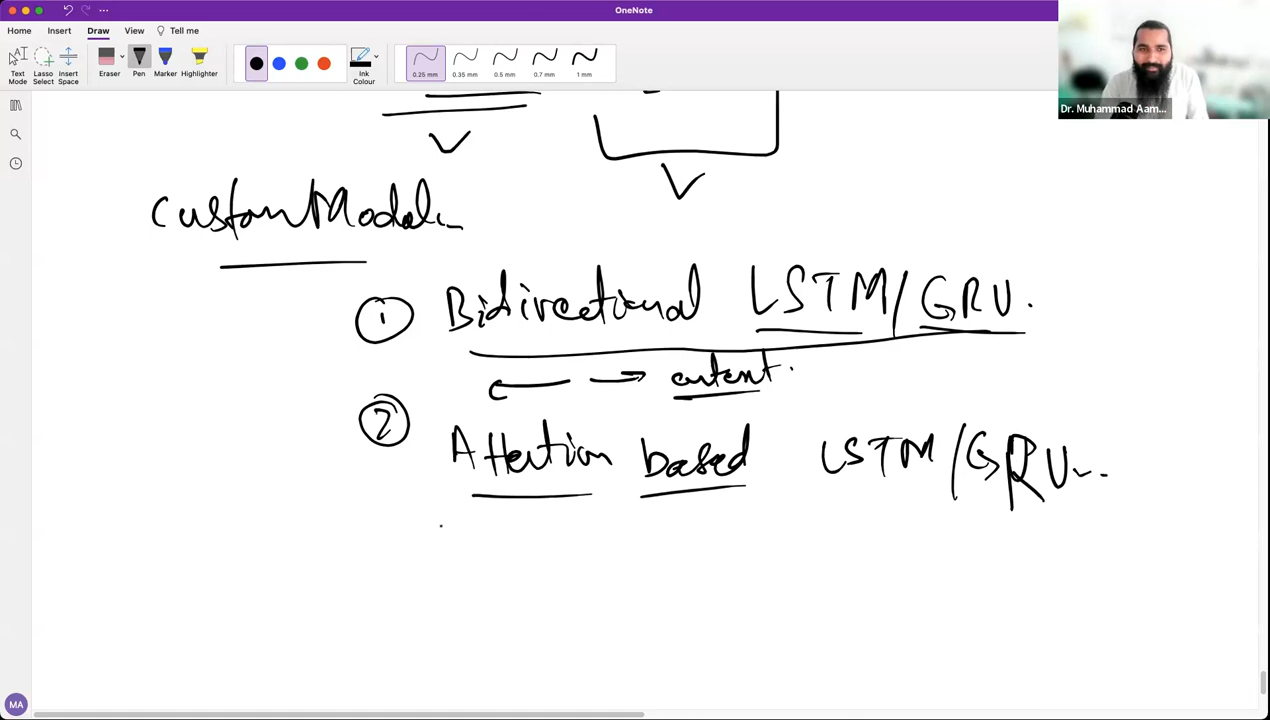 OneNote
Home Insert Draw View Tell me
Text Mode Lasso Select Insert Space Eraser Pen Marker Highlighter 0.25 mm 0.35 mm 0.5 mm 0.7 mm 1 mm Ink Colour
Dr. Muhammad Aam...
Custom Models
① Bidirectional LSTM/GRU.
context.
② Attention based LSTM/GRU.
MA